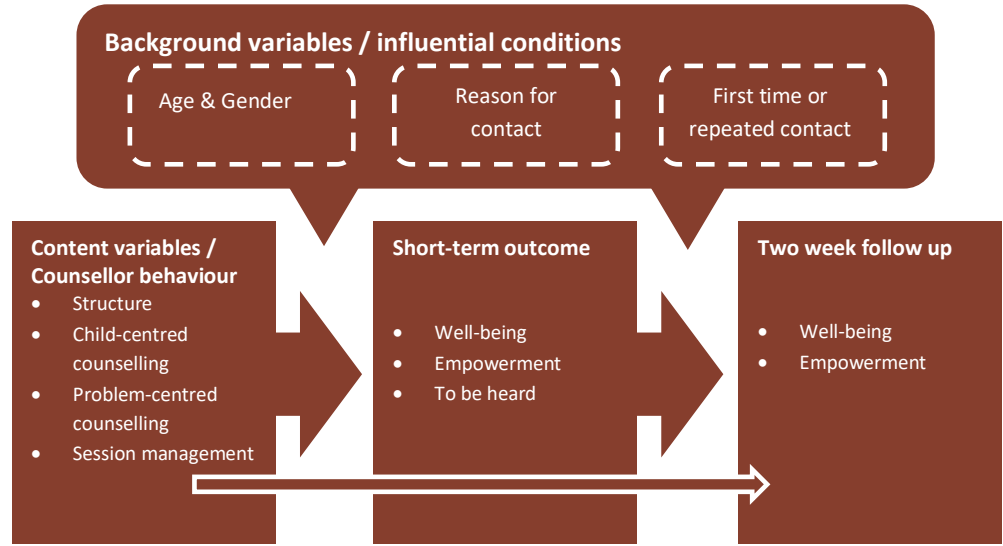 Background variables / influential conditions
Age & Gender
Reason for
contact
First time or
repeated contact
Content variables /
Counsellor behaviour
• Structure
• Child-centred
counselling
• Problem-centred
counselling
• Session management
Short-term outcome
• Well-being
• Empowerment
• To be heard
Two week follow up
• Well-being
• Empowerment